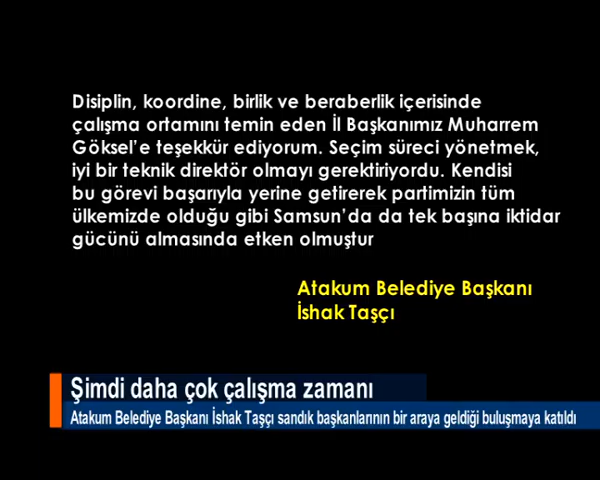 Disiplin, koordine, birlik ve beraberlik içerisinde
çalışma ortamını temin eden İl Başkanımız Muharrem
Göksel'e teşekkür ediyorum. Seçim süreci yönetmek,
iyi bir teknik direktör olmayı gerektiriyordu. Kendisi
bu görevi başarıyla yerine getirerek partimizin tüm
ülkemizde olduğu gibi Samsun'da da tek başına iktidar
gücünü almasında etken olmuştur
Atakum Belediye Başkanı
İshak Taşçı
Şimdi daha çok çalışma zamanı
Atakum Belediye Başkanı İshak Taşçı sandık başkanlarının bir araya geldiği buluşmaya katıldı